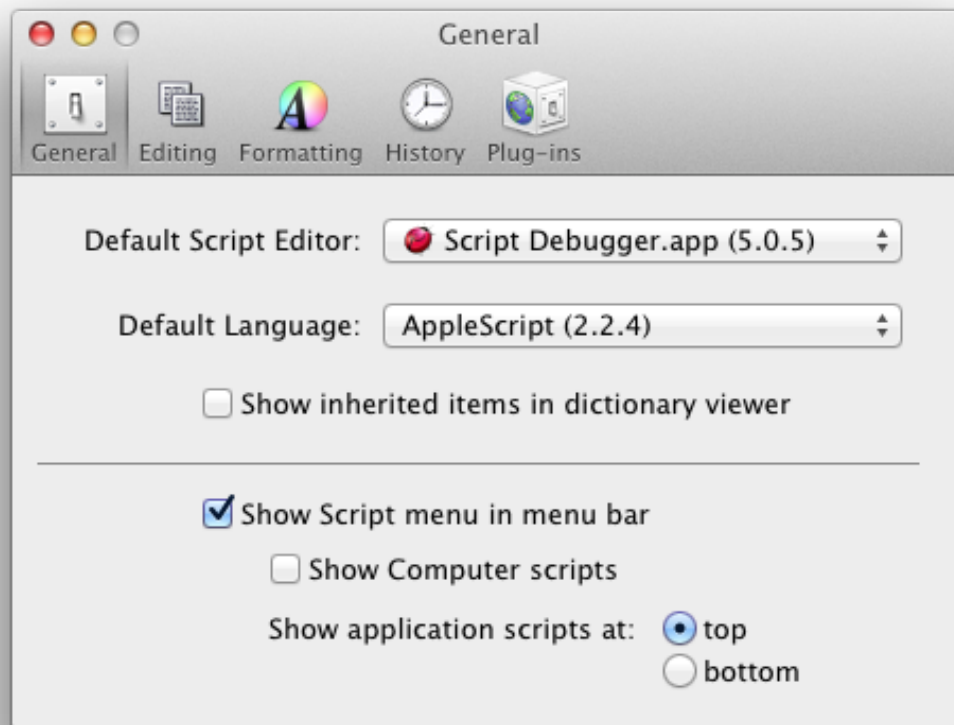 General
General Editing Formatting History Plug-ins
Default Script Editor: Script Debugger.app (5.0.5)
Default Language: AppleScript (2.2.4)
Show inherited items in dictionary viewer
Show Script menu in menu bar
Show Computer scripts
Show application scripts at: top
bottom